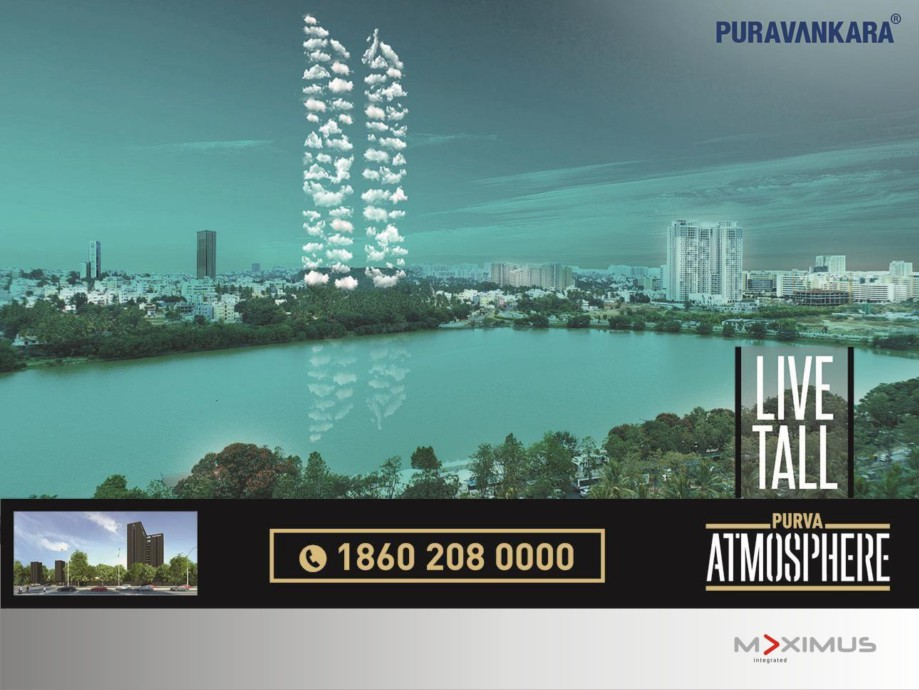 PURAVANKARA®
LIVE
TALL
1860 208 0000
PURVA
ATMOSPHERE
MAXIMUS
integrated